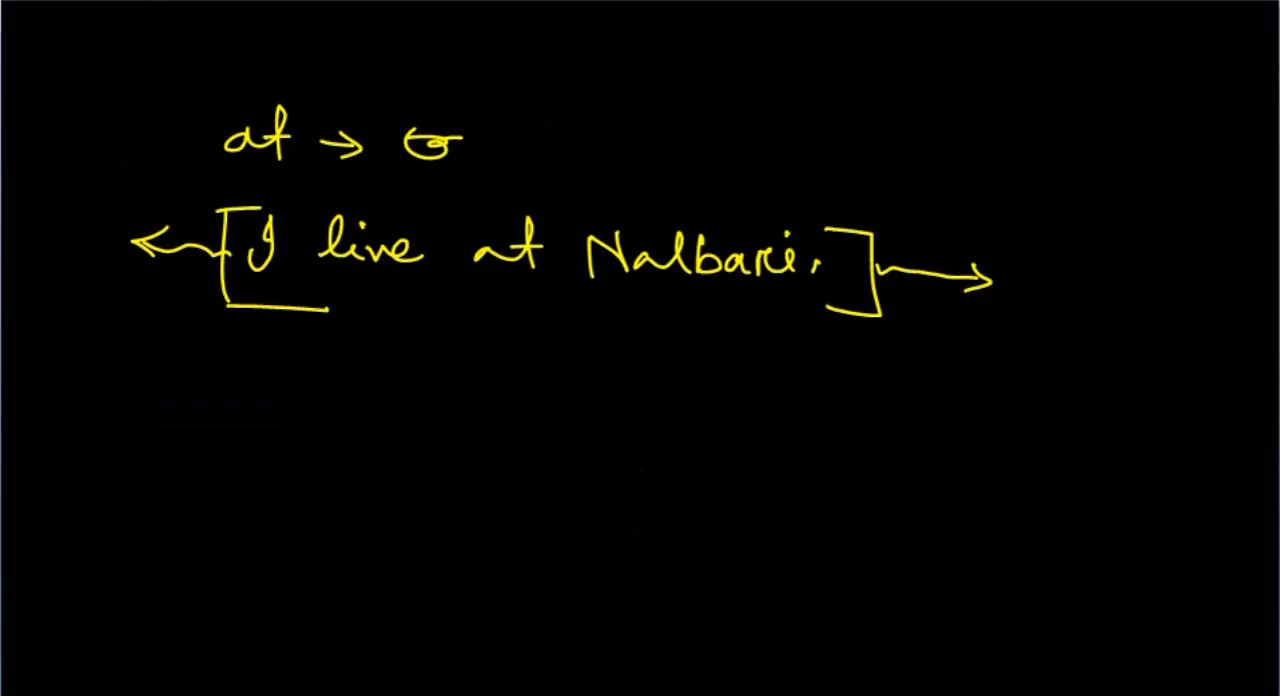 at → ত
[I live at Nalbari.]